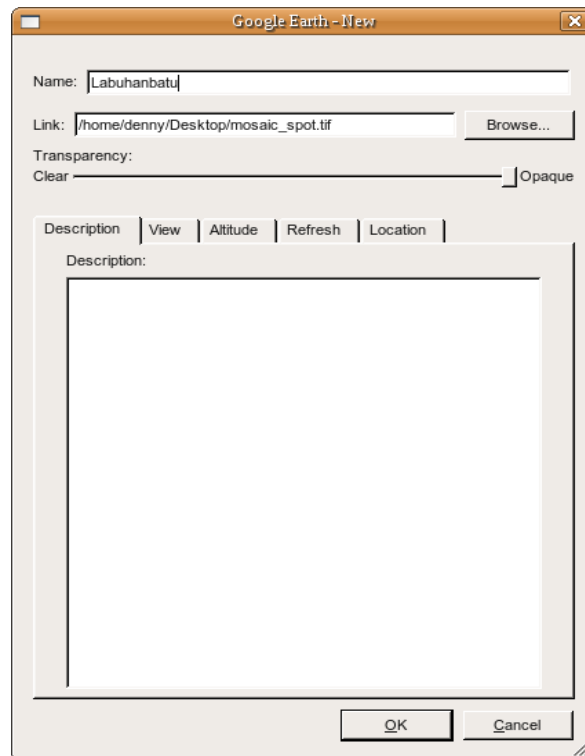 Google Earth - New
Name: Labuhanbatu
Link: /home/denny/Desktop/mosaic_spot.tif Browse...
Transparency:
Clear Opaque
Description View Altitude Refresh Location
Description:
OK Cancel